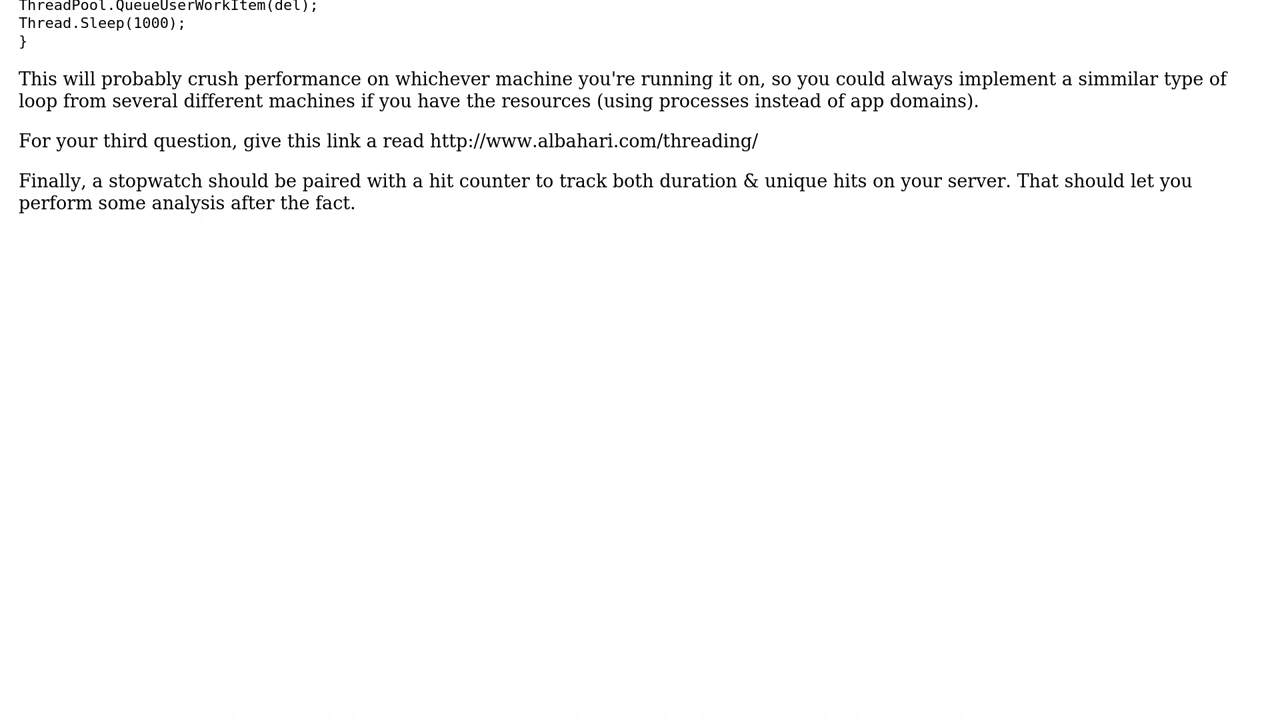 ThreadPool.QueueUserWorkItem(del);
Thread.Sleep(1000);
}
This will probably crush performance on whichever machine you're running it on, so you could always implement a simmilar type of
loop from several different machines if you have the resources (using processes instead of app domains).
For your third question, give this link a read http://www.albahari.com/threading/
Finally, a stopwatch should be paired with a hit counter to track both duration & unique hits on your server. That should let you
perform some analysis after the fact.